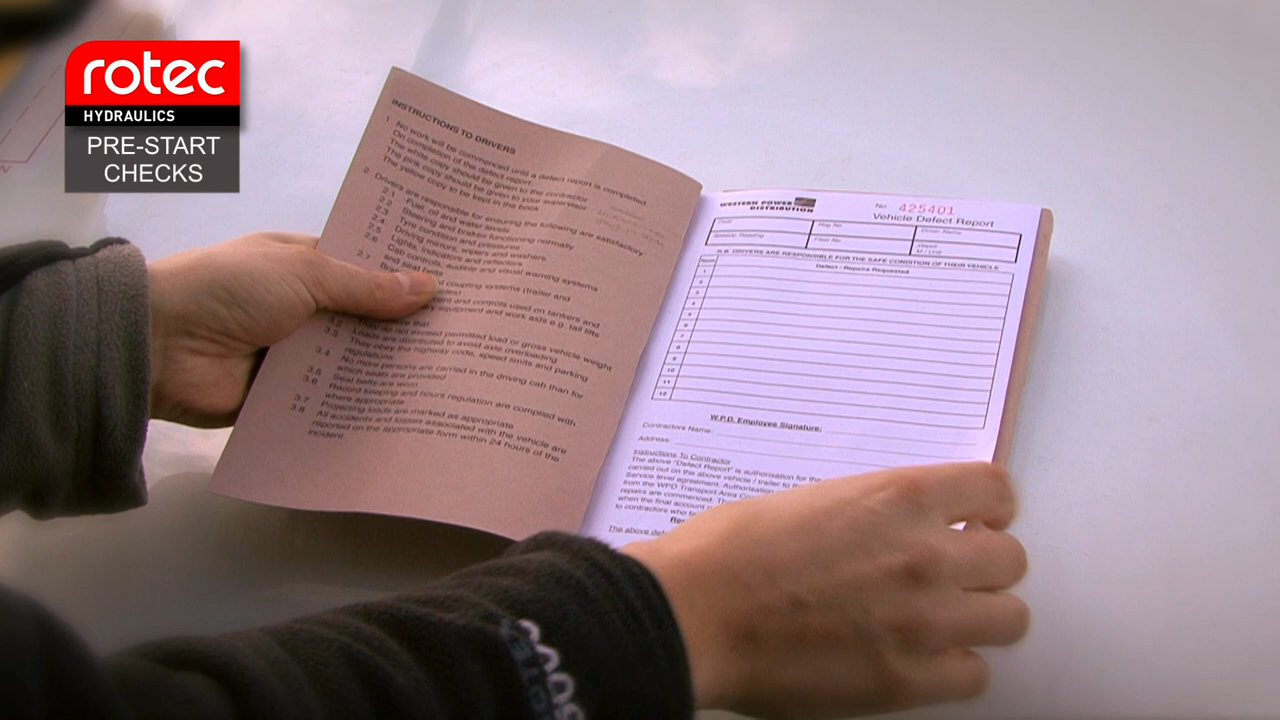 rotec
HYDRAULICS
PRE-START
CHECKS
INSTRUCTIONS TO DRIVERS
1 No work will be commenced until a defect report is completed.
On completion of the defect report:
The white copy should be given to the contractor
The pink copy should be given to your supervisor
The yellow copy to be kept in the book
2 Drivers are responsible for ensuring the following are satisfactory
2.1 Fuel, oil and water levels
2.2 Steering and brakes functioning normally
2.3 Tyre condition and pressures
2.4 Driving mirrors, wipers and washers
2.5 Lights, indicators and reflectors
2.6 Cab controls, audible and visual warning systems
and seat belts
2.7
coupling systems (trailer and
and controls used on tankers and
equipment and work aids e.g. tail lifts
that
3.2 They do not exceed permitted load or gross vehicle weight
3.3 Loads are distributed to avoid axle overloading
They obey the highway code, speed limits and parking
3.4 regulations
No more persons are carried in the driving cab than for
3.5 which seats are provided
3.6 Seat belts are worn
Record keeping and hours regulation are complied with
3.7 where appropriate
3.8 Projecting loads are marked as appropriate
All accidents and losses associated with the vehicle are
reported on the appropriate form within 24 hours of the
incident
WESTERN POWER
DISTRIBUTION
No 425401
Vehicle Defect Report
Date
Reg No.
Driver Name
Speedo Reading
Fleet No.
Depot
N.B. DRIVERS ARE RESPONSIBLE FOR THE SAFE CONDITION OF THEIR VEHICLE
Item
Defect / Repairs Requested
1
2
3
4
5
6
7
8
9
10
11
12
W.P.D. Employee Signature:
Contractors Name:
Address:
Instructions To Contractor
The above "Defect Report" is authorisation for the
carried out on the above vehicle / trailer to the
Service level agreement. Authorisation
from the WPD Transport Area
repairs are commenced.
when the final account
to contractors who
The above